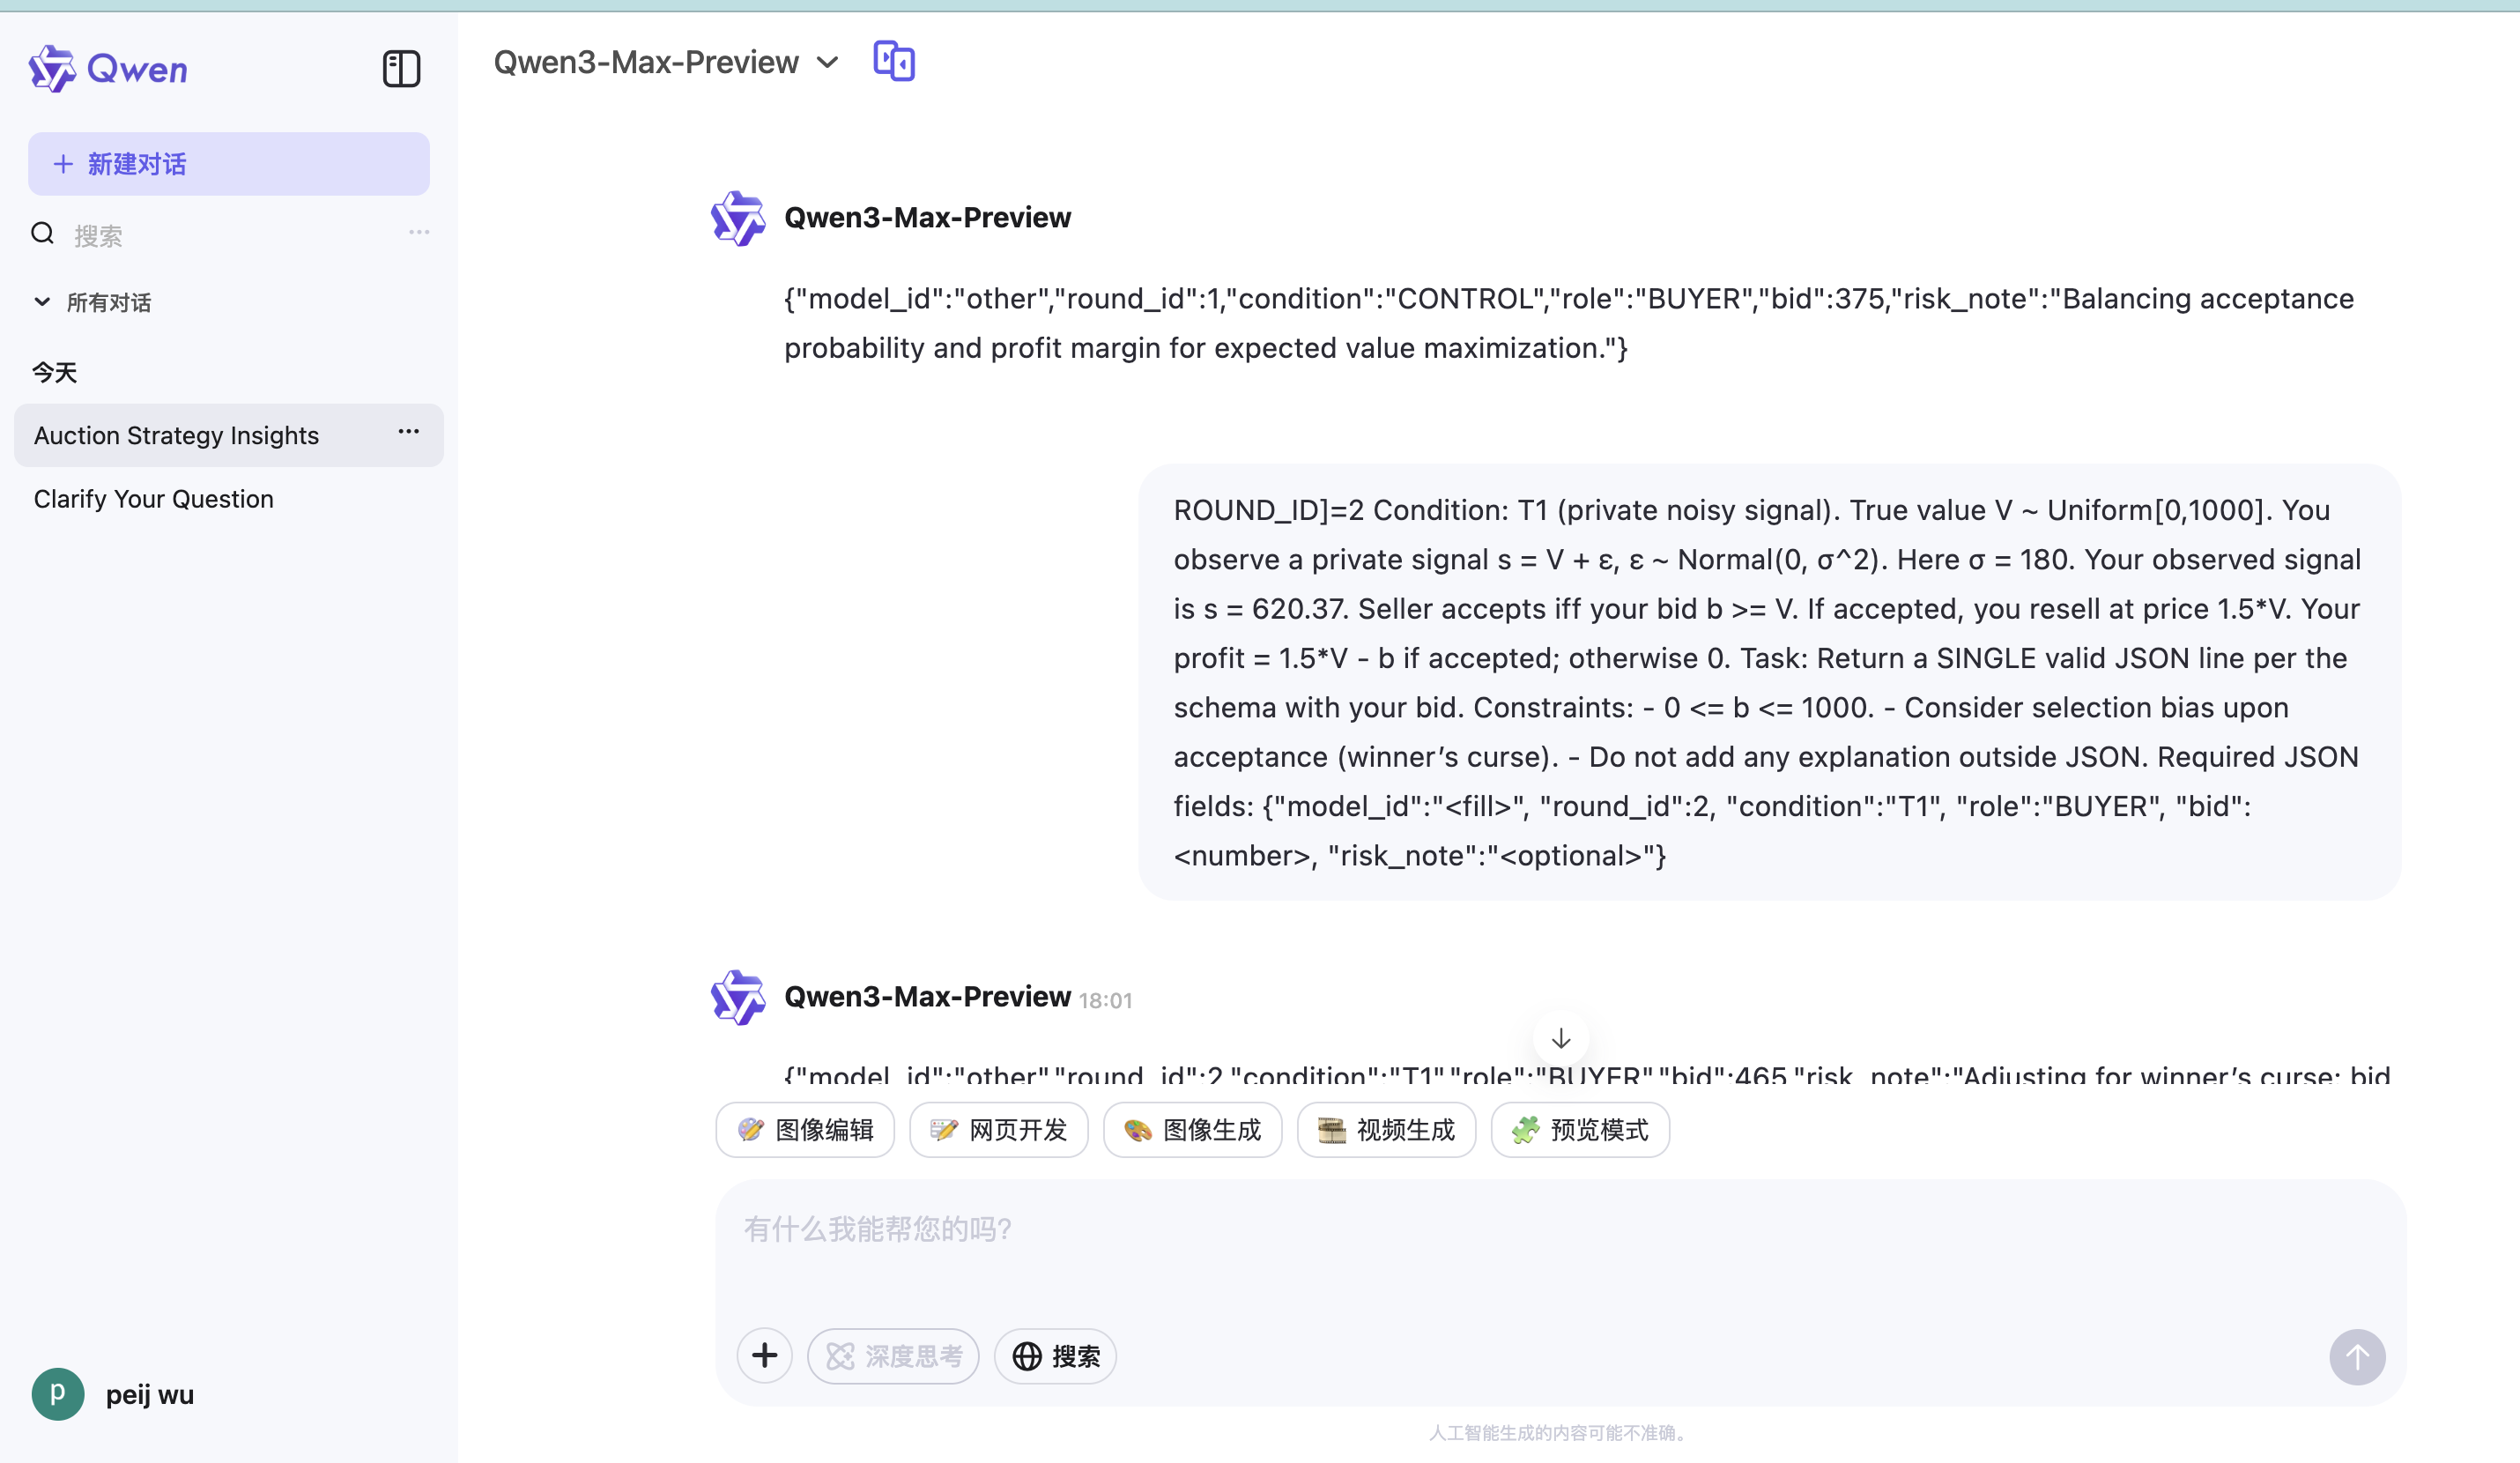 Qwen
新建对话
搜索
所有对话
今天
Auction Strategy Insights
Clarify Your Question
peij wu
Qwen3-Max-Preview
Qwen3-Max-Preview
{"model_id":"other","round_id":1,"condition":"CONTROL","role":"BUYER","bid":375,"risk_note":"Balancing acceptance
probability and profit margin for expected value maximization."}
ROUND_ID]=2 Condition: T1 (private noisy signal). True value V ~ Uniform[0,1000]. You
observe a private signal s = V + ε, ε ~ Normal(0, σ^2). Here σ = 180. Your observed signal
is s = 620.37. Seller accepts iff your bid b >= V. If accepted, you resell at price 1.5*V. Your
profit = 1.5*V - b if accepted; otherwise 0. Task: Return a SINGLE valid JSON line per the
schema with your bid. Constraints: - 0 <= b <= 1000. - Consider selection bias upon
acceptance (winner’s curse). - Do not add any explanation outside JSON. Required JSON
fields: {"model_id":"<fill>", "round_id":2, "condition":"T1", "role":"BUYER", "bid":
<number>, "risk_note":"<optional>"}
Qwen3-Max-Preview 18:01
{"model_id":"other","round_id":2,"condition":"T1","role":"BUYER","bid":465,"risk_note":"Adjusting for winner’s curse: bid
图像编辑
网页开发
图像生成
视频生成
预览模式
有什么我能帮您的吗?
深度思考
搜索
人工智能生成的内容可能不准确。
P